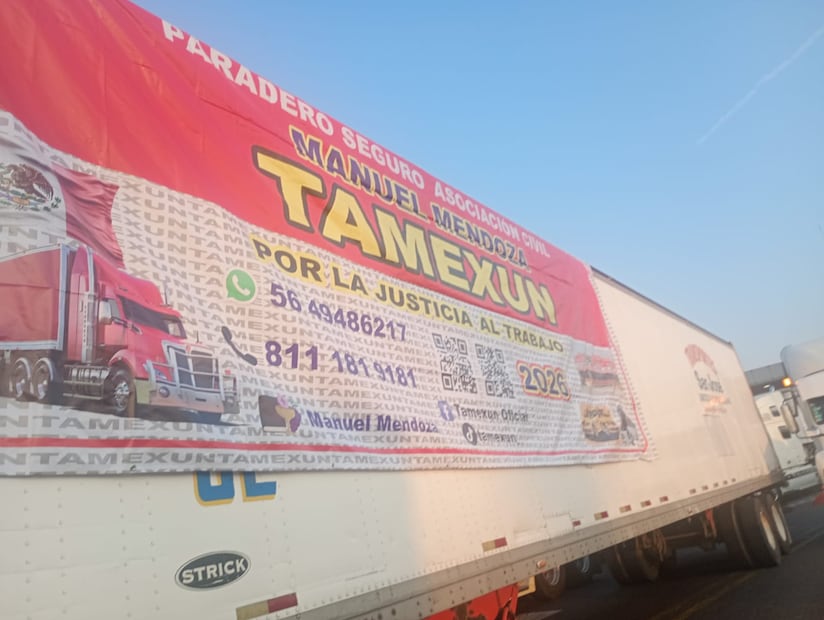 PARADERO SEGURO ASOCIACIÓN CIVIL
MANUEL MENDOZA
TAMEXUN
POR LA JUSTICIA AL TRABAJO
56 49486217
811 181 9181
2026
Manuel Mendoza
Tamexun Oficial
tamexun
STRICK